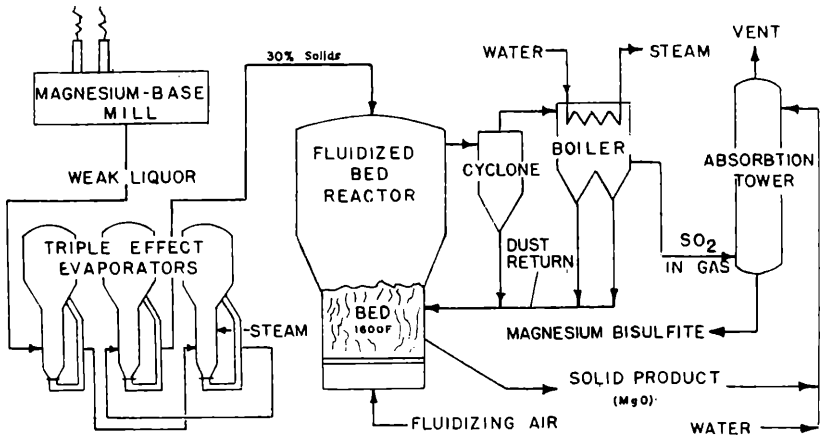 30% Solids
WATER
STEAM
VENT
MAGNESIUM-BASE
MILL
FLUIDIZED
BED
REACTOR
CYCLONE
BOILER
ABSORBTION
TOWER
WEAK LIQUOR
TRIPLE EFFECT
EVAPORATORS
DUST
RETURN
SO2
IN GAS
STEAM
BED
1600F
MAGNESIUM BISULFITE
SOLID PRODUCT
(MgO)
FLUIDIZING AIR
WATER